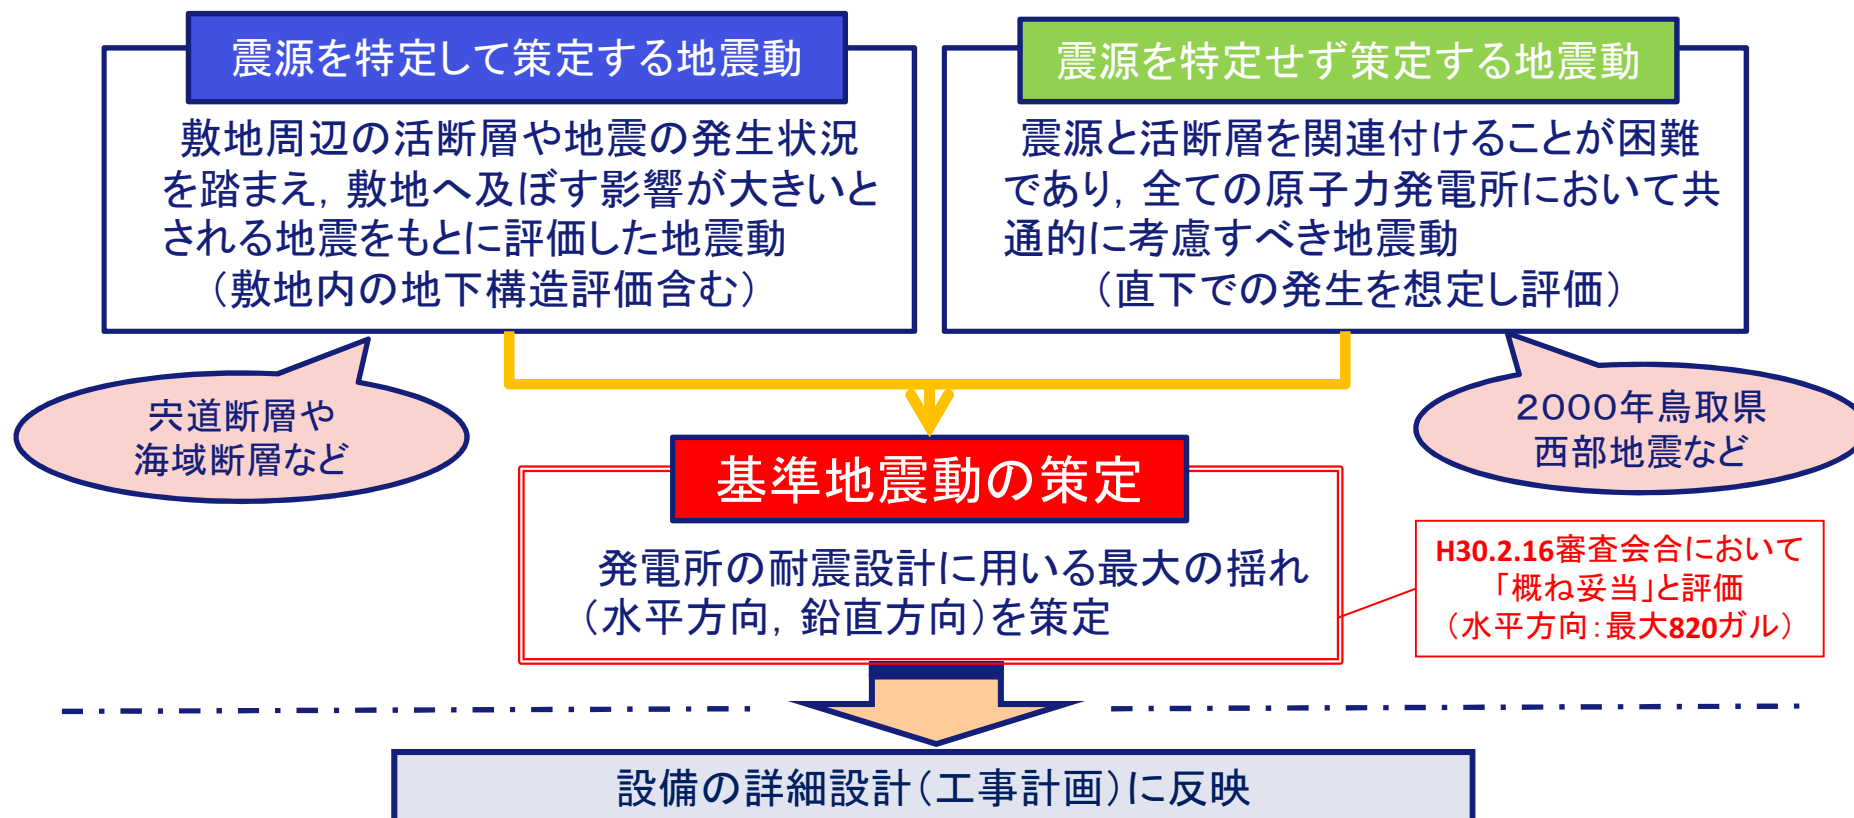 震源を特定して策定する地震動
敷地周辺の活断層や地震の発生状況
を踏まえ，敷地へ及ぼす影響が大きいと
される地震をもとに評価した地震動
（敷地内の地下構造評価含む）
震源を特定せず策定する地震動
震源と活断層を関連付けることが困難
であり，全ての原子力発電所において共
通的に考慮すべき地震動
（直下での発生を想定し評価）
宍道断層や
海域断層など
２０００年鳥取県
西部地震など
基準地震動の策定
発電所の耐震設計に用いる最大の揺れ
（水平方向，鉛直方向）を策定
H30.2.16審査会合において
「概ね妥当」と評価
（水平方向：最大820ガル）
設備の詳細設計（工事計画）に反映